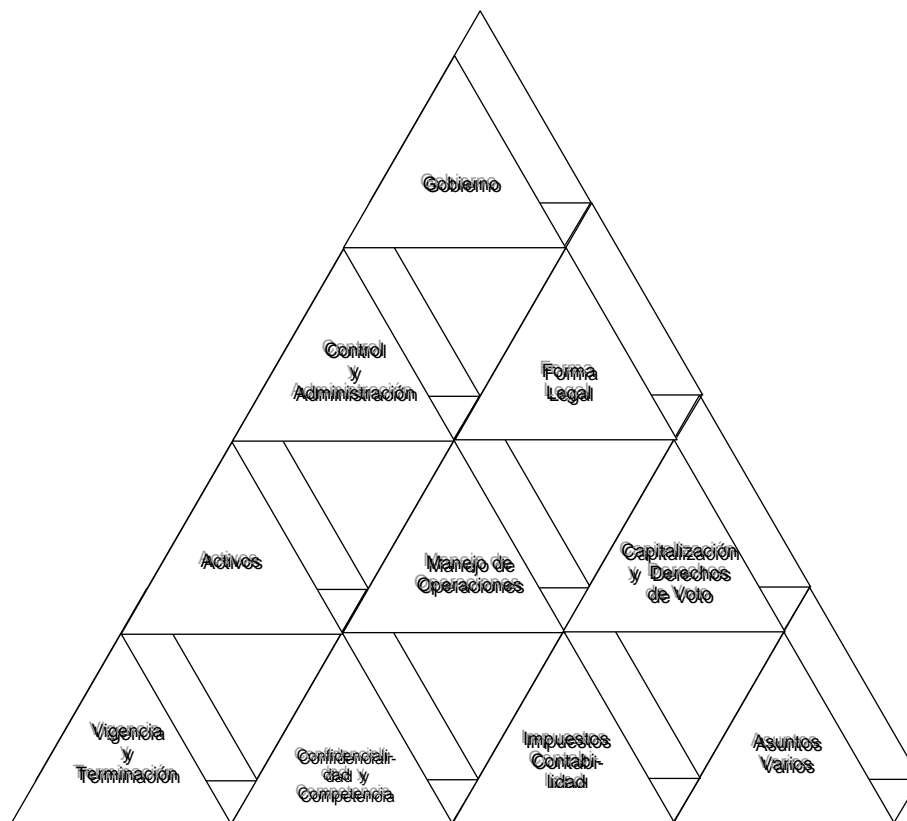 Gobierno
Control
y
Administración
Forma
Legal
Activos
Manejo de
Operaciones
Capitalización
y Derechos
de Voto
Vigencia
y
Terminación
Confidenciali-
dad y
Competencia
Impuestos
Contabi-
lidad
Asuntos
Varios